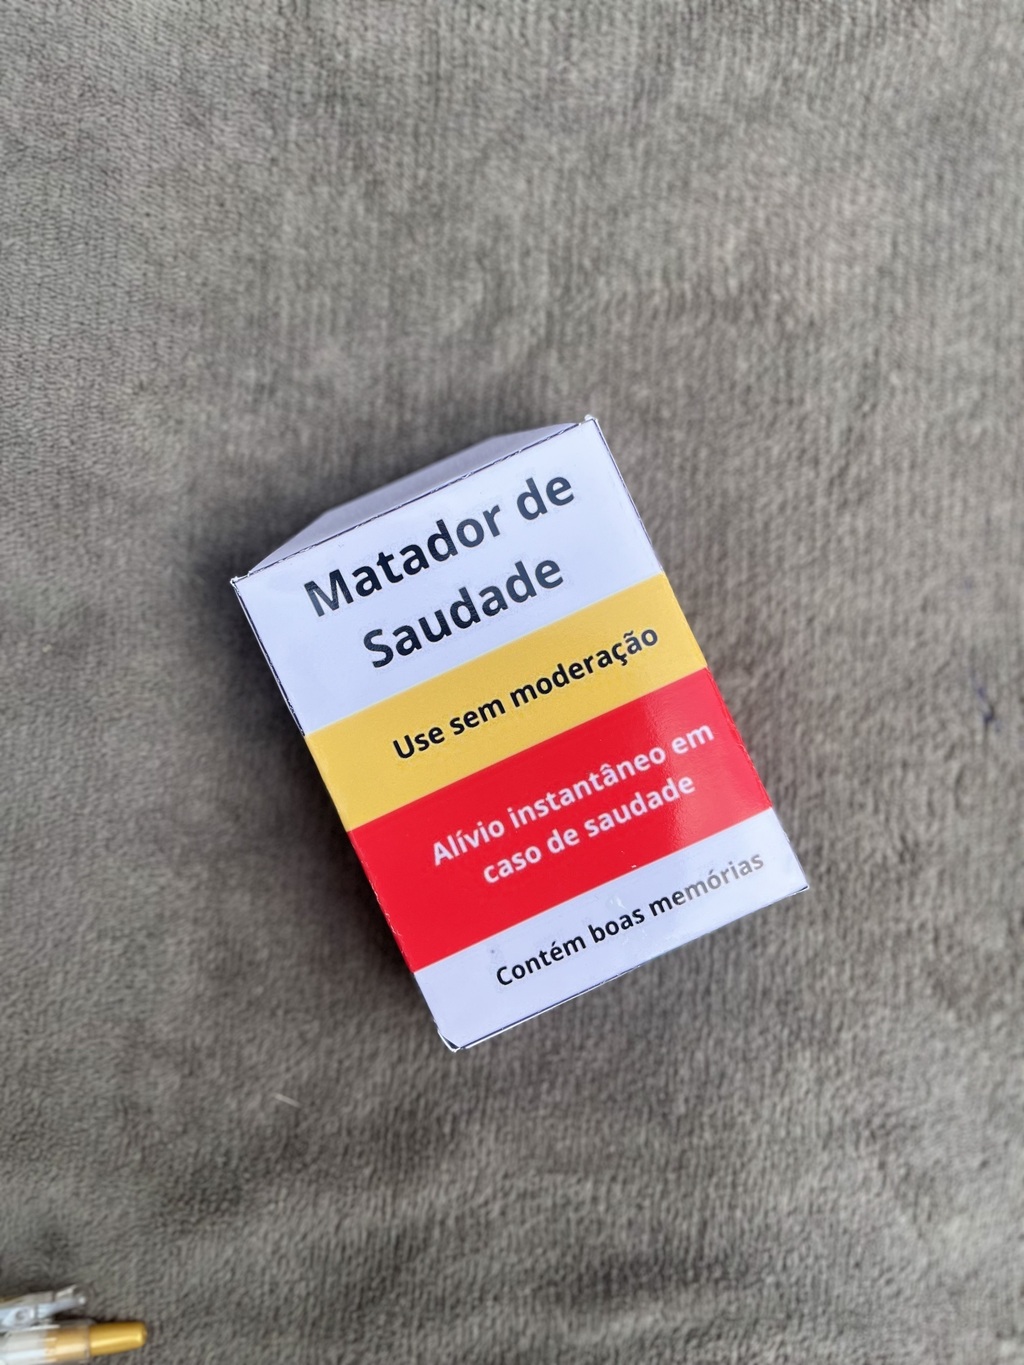 Matador de
Saudade
Use sem moderação
Alívio instantâneo em
caso de saudade
Contém boas memórias